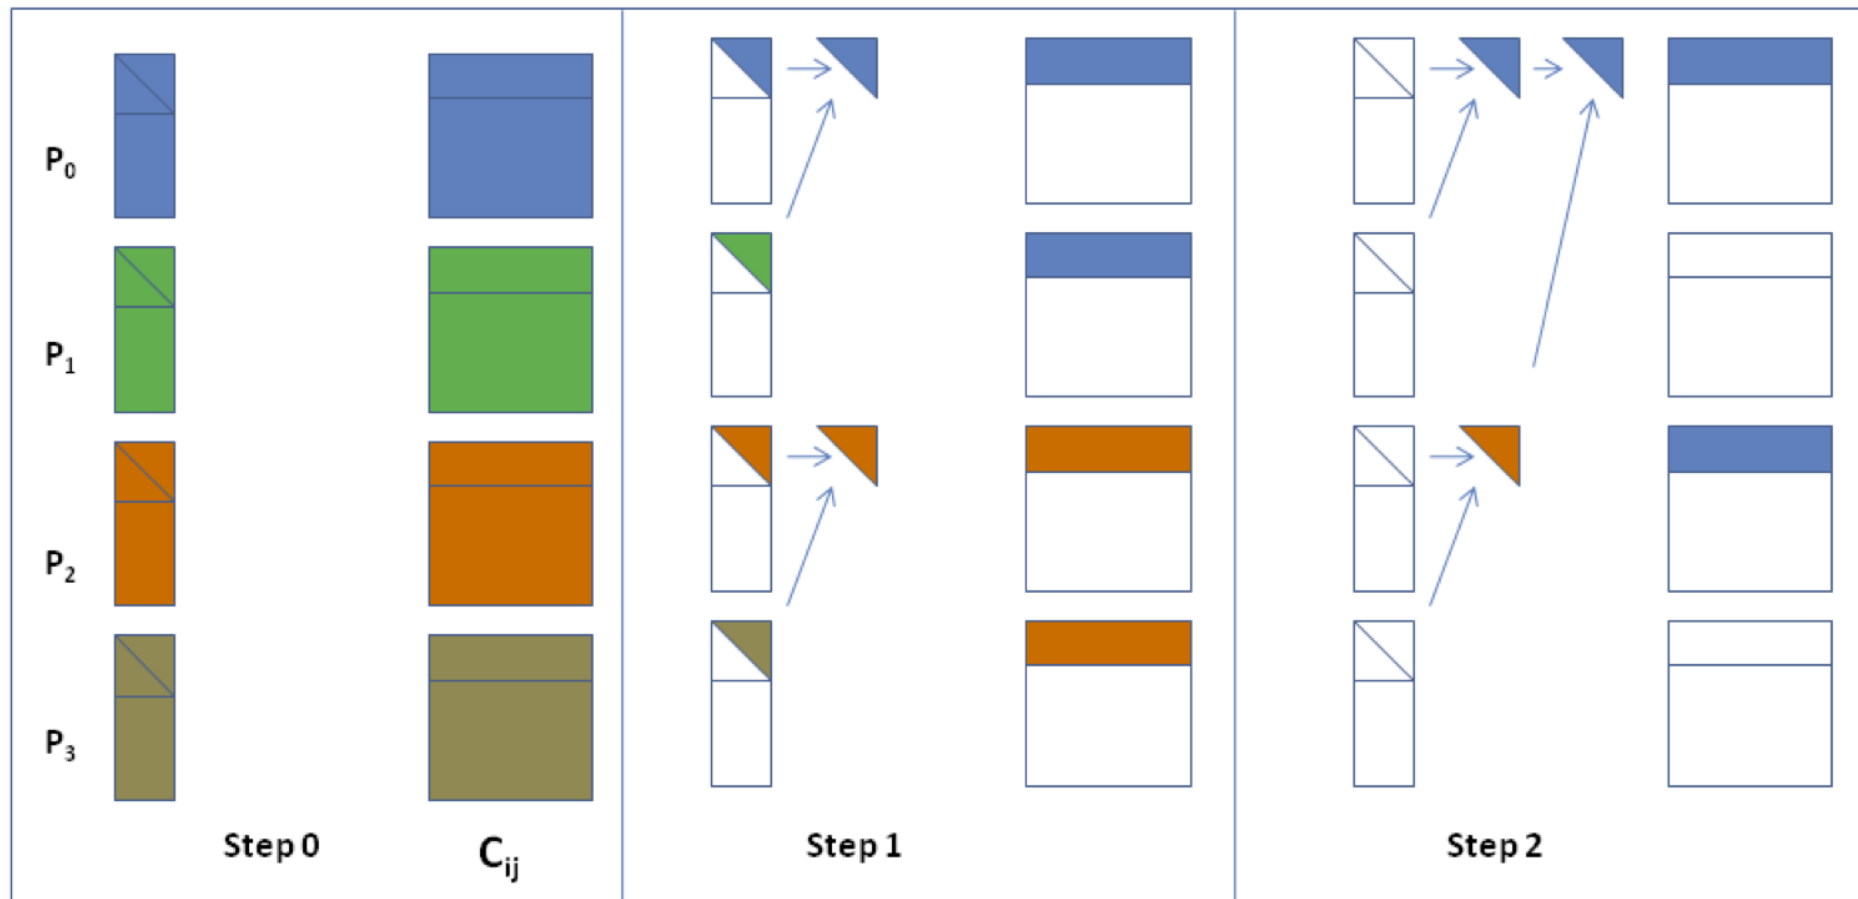 P₀
P₁
P₂
P₃
Step 0
Cᵢⱼ
Step 1
Step 2